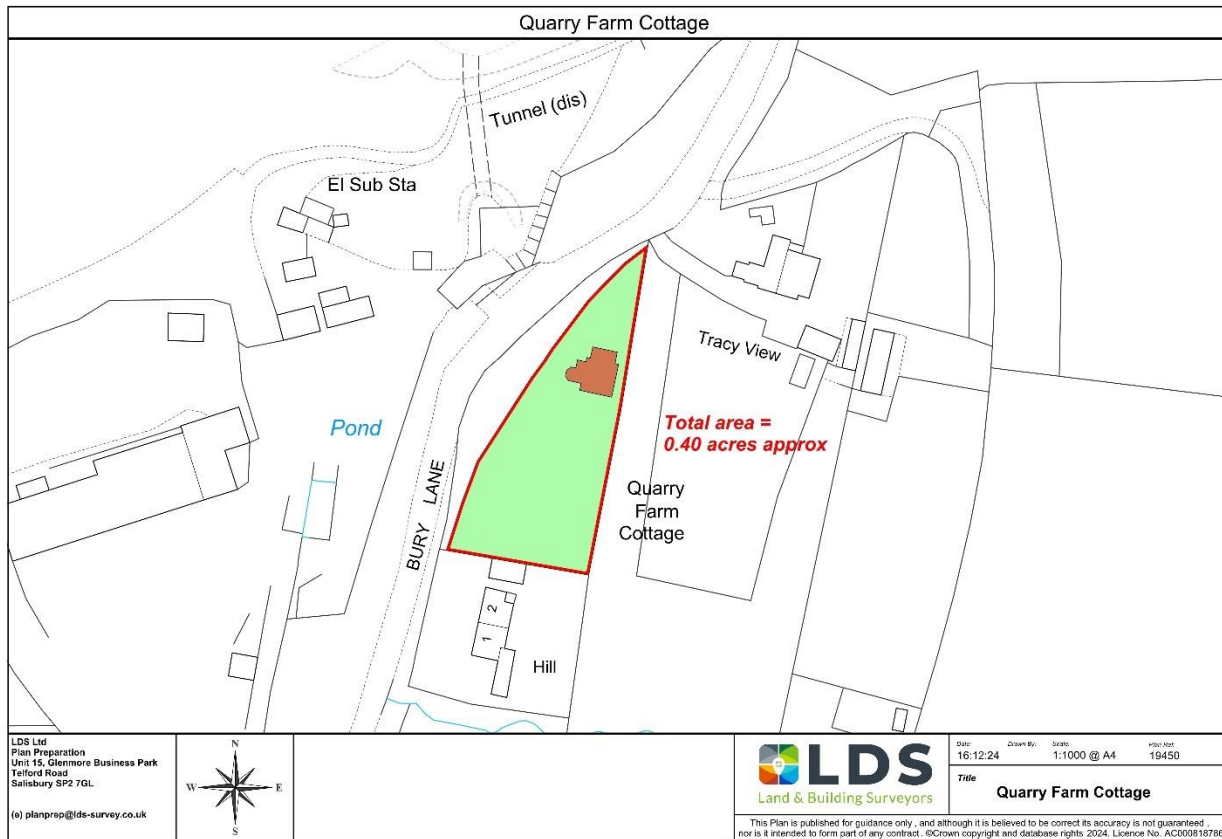 Quarry Farm Cottage
Tunnel (dis)
El Sub Sta
Tracy View
Pond
Total area =
0.40 acres approx
BURY LANE
Quarry
Farm
Cottage
1
2
Hill
LDS Ltd
Plan Preparation
Unit 15, Glenmore Business Park
Telford Road
Salisbury SP2 7GL
(e) planprep@lds-survey.co.uk
N
W
E
S
LDS
Land & Building Surveyors
Date:
16:12:24
Drawn By:
Scale:
1:1000 @ A4
Plan Ref:
19450
Title
Quarry Farm Cottage
This Plan is published for guidance only , and although it is believed to be correct its accuracy is not guaranteed ,
nor is it intended to form part of any contract . ©Crown copyright and database rights 2024. Licence No. AC000818786